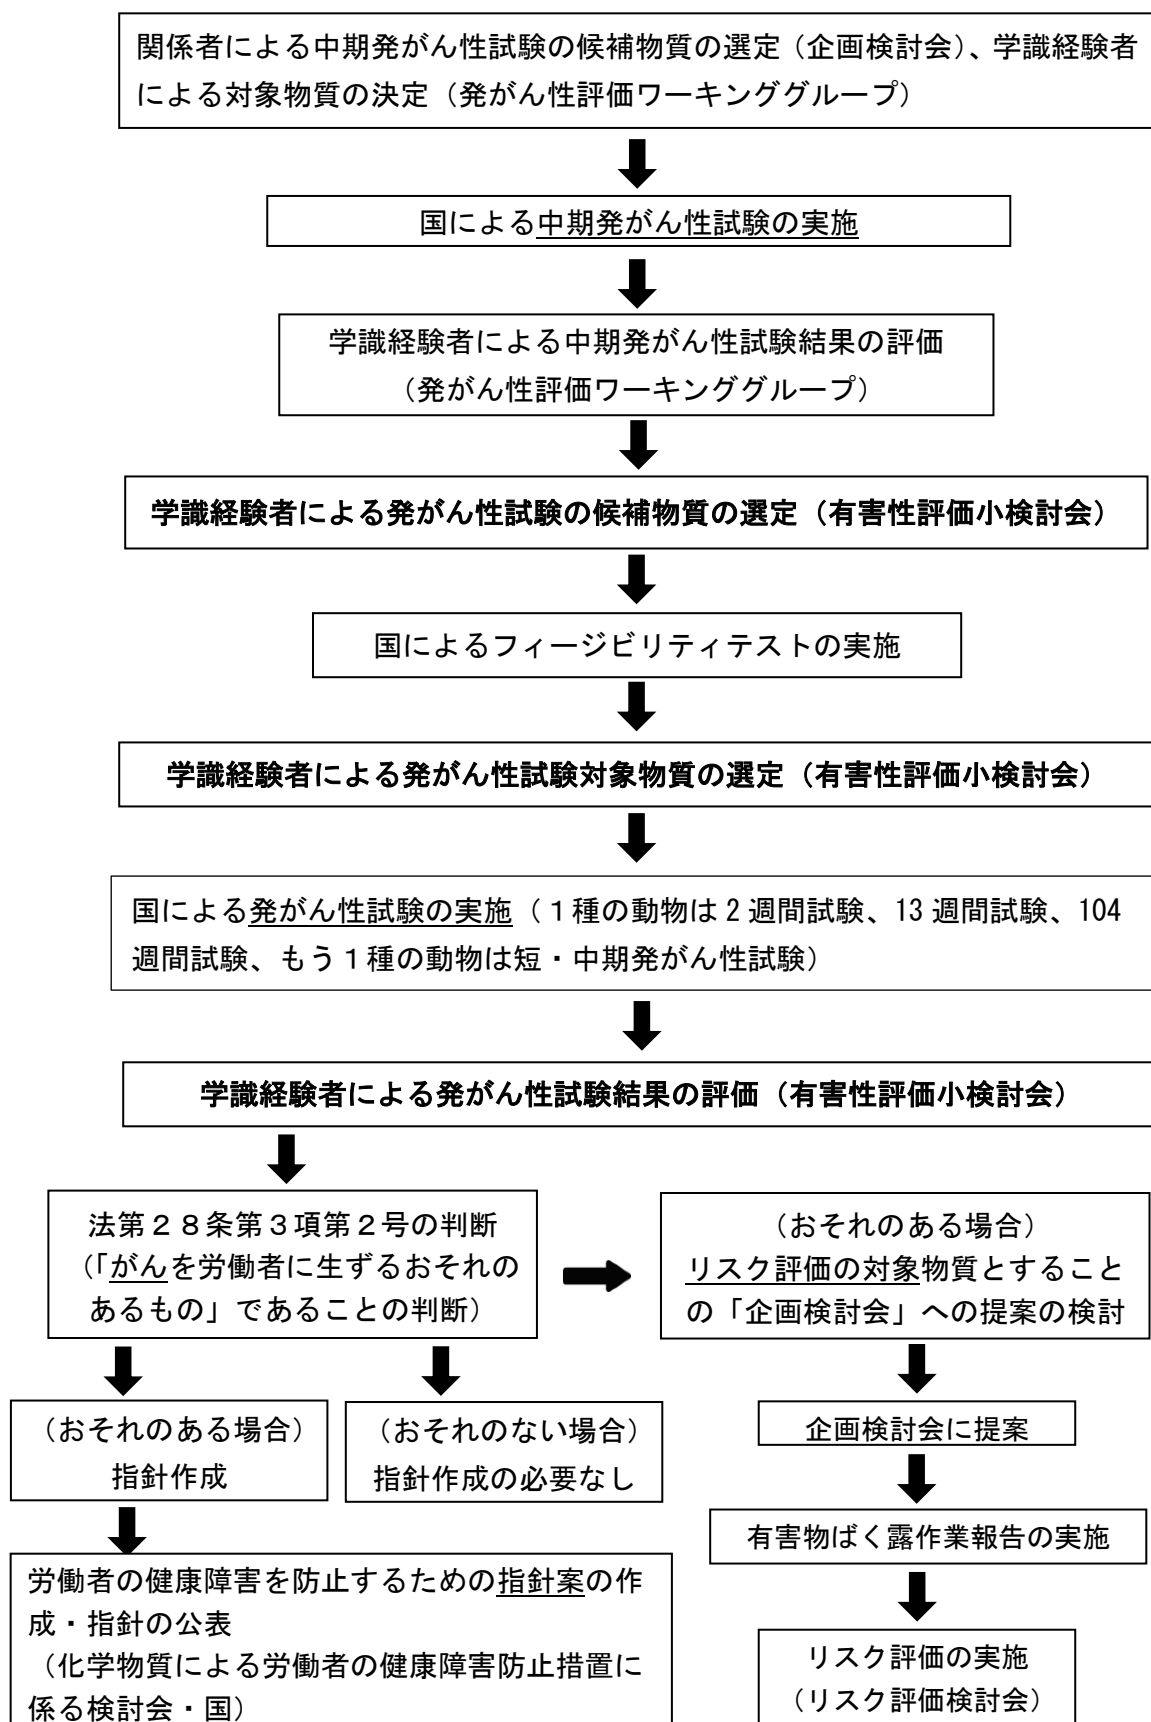 関係者による中期発がん性試験の候補物質の選定（企画検討会）、学識経験者
による対象物質の決定（発がん性評価ワーキンググループ）
国による中期発がん性試験の実施
学識経験者による中期発がん性試験結果の評価
（発がん性評価ワーキンググループ）
学識経験者による発がん性試験の候補物質の選定（有害性評価小検討会）
国によるフィージビリティテストの実施
学識経験者による発がん性試験対象物質の選定（有害性評価小検討会）
国による発がん性試験の実施（１種の動物は 2 週間試験、13 週間試験、104
週間試験、もう１種の動物は短・中期発がん性試験）
学識経験者による発がん性試験結果の評価（有害性評価小検討会）
法第２８条第３項第２号の判断
（「がんを労働者に生ずるおそれの
あるもの」であることの判断）
（おそれのある場合）
リスク評価の対象物質とすること
の「企画検討会」への提案の検討
（おそれのある場合）
指針作成
（おそれのない場合）
指針作成の必要なし
企画検討会に提案
有害物ばく露作業報告の実施
労働者の健康障害を防止するための指針案の作
成・指針の公表
（化学物質による労働者の健康障害防止措置に
係る検討会・国）
リスク評価の実施
（リスク評価検討会）